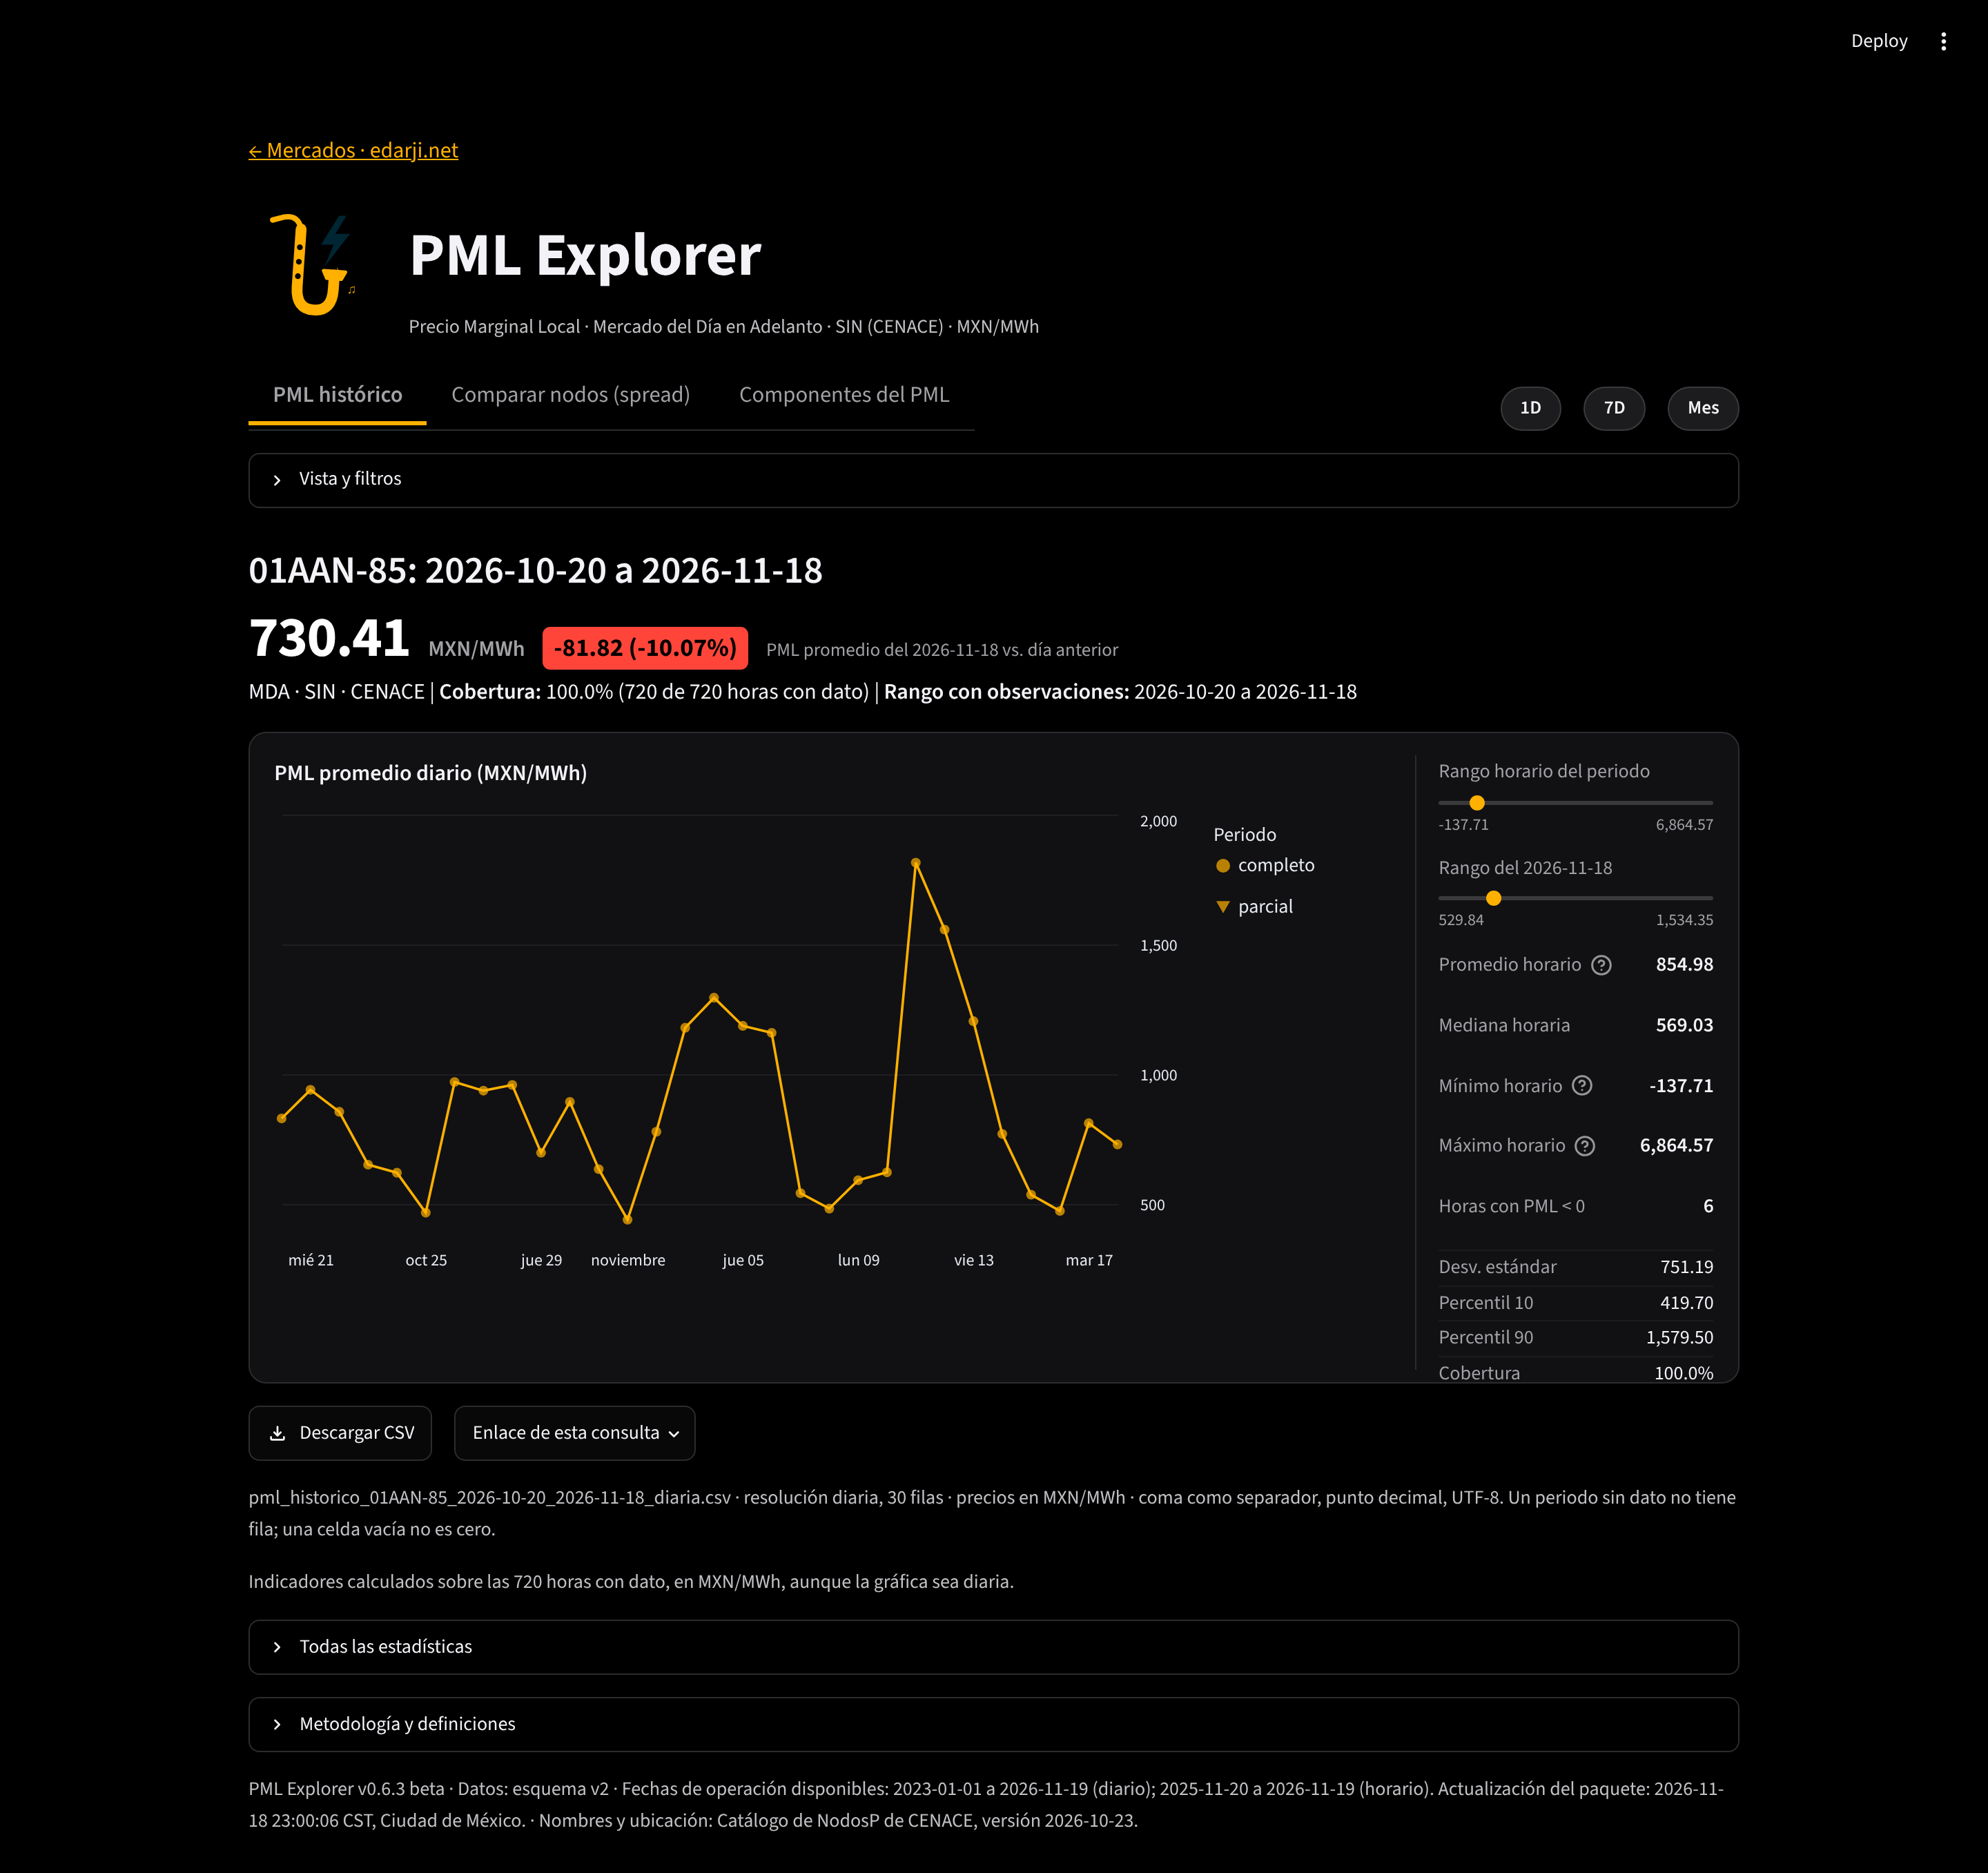 Deploy
← Mercados · edarji.net
PML Explorer
Precio Marginal Local · Mercado del Día en Adelanto · SIN (CENACE) · MXN/MWh
PML histórico
Comparar nodos (spread)
Componentes del PML
1D
7D
Mes
Vista y filtros
01AAN-85: 2026-10-20 a 2026-11-18
730.41 MXN/MWh -81.82 (-10.07%) PML promedio del 2026-11-18 vs. día anterior
MDA · SIN · CENACE | Cobertura: 100.0% (720 de 720 horas con dato) | Rango con observaciones: 2026-10-20 a 2026-11-18
PML promedio diario (MXN/MWh)
2,000
1,500
1,000
500
mié 21
oct 25
jue 29
noviembre
jue 05
lun 09
vie 13
mar 17
Periodo
completo
parcial
Rango horario del periodo
-137.71 6,864.57
Rango del 2026-11-18
529.84 1,534.35
Promedio horario ? 854.98
Mediana horaria 569.03
Mínimo horario ? -137.71
Máximo horario ? 6,864.57
Horas con PML < 0 6
Desv. estándar 751.19
Percentil 10 419.70
Percentil 90 1,579.50
Cobertura 100.0%
Descargar CSV
Enlace de esta consulta
pml_historico_01AAN-85_2026-10-20_2026-11-18_diaria.csv · resolución diaria, 30 filas · precios en MXN/MWh · coma como separador, punto decimal, UTF-8. Un periodo sin dato no tiene
fila; una celda vacía no es cero.
Indicadores calculados sobre las 720 horas con dato, en MXN/MWh, aunque la gráfica sea diaria.
Todas las estadísticas
Metodología y definiciones
PML Explorer v0.6.3 beta · Datos: esquema v2 · Fechas de operación disponibles: 2023-01-01 a 2026-11-19 (diario); 2025-11-20 a 2026-11-19 (horario). Actualización del paquete: 2026-11-
18 23:00:06 CST, Ciudad de México. · Nombres y ubicación: Catálogo de NodosP de CENACE, versión 2026-10-23.